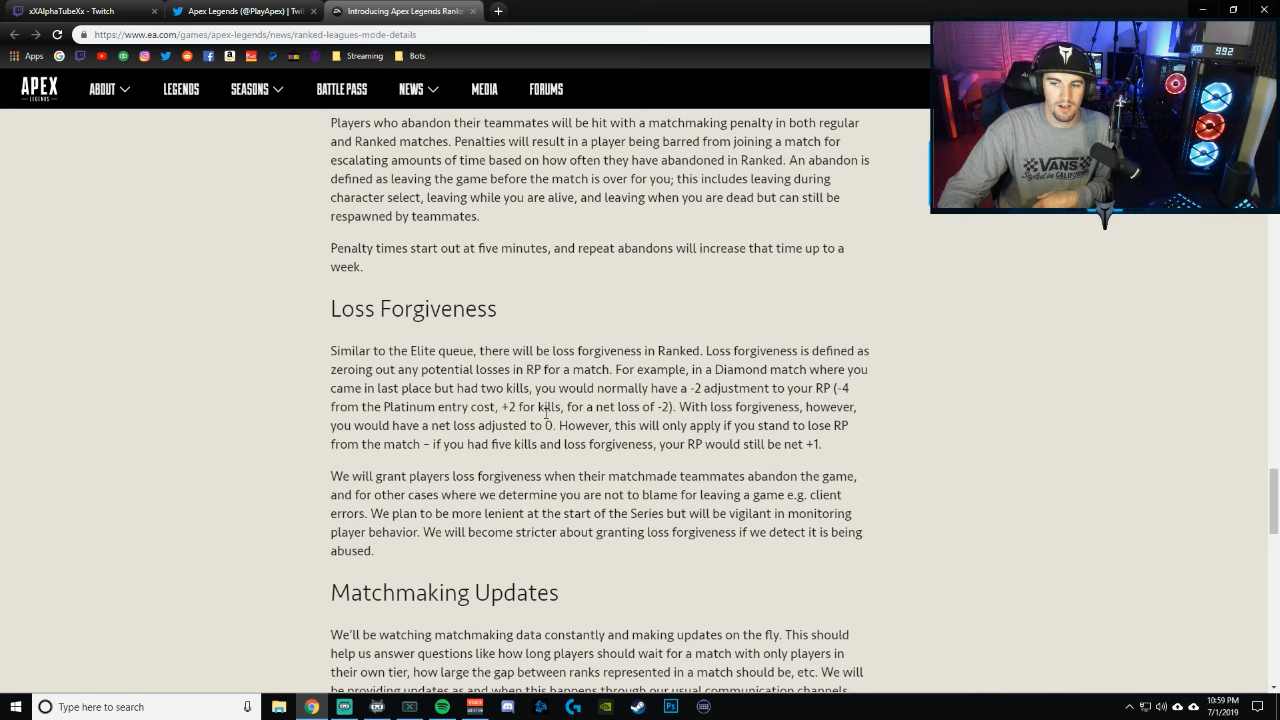 xXAlphaTubeXx - Twitch
Apex Legends (@PlayApex) | Twitt
Introducing Ranked Leagues
https://www.ea.com/games/apex-legends/news/ranked-leagues-mode-details
Apps
Streaming
Bots
992
APEX
LEGENDS
ABOUT
LEGENDS
SEASONS
BATTLE PASS
NEWS
MEDIA
FORUMS
VANS
Players who abandon their teammates will be hit with a matchmaking penalty in both regular
and Ranked matches. Penalties will result in a player being barred from joining a match for
escalating amounts of time based on how often they have abandoned in Ranked. An abandon is
defined as leaving the game before the match is over for you; this includes leaving during
character select, leaving while you are alive, and leaving when you are dead but can still be
respawned by teammates.
Penalty times start out at five minutes, and repeat abandons will increase that time up to a
week.
Loss Forgiveness
Similar to the Elite queue, there will be loss forgiveness in Ranked. Loss forgiveness is defined as
zeroing out any potential losses in RP for a match. For example, in a Diamond match where you
came in last place but had two kills, you would normally have a -2 adjustment to your RP (-4
from the Platinum entry cost, +2 for kills, for a net loss of -2). With loss forgiveness, however,
you would have a net loss adjusted to 0. However, this will only apply if you stand to lose RP
from the match – if you had five kills and loss forgiveness, your RP would still be net +1.
We will grant players loss forgiveness when their matchmade teammates abandon the game,
and for other cases where we determine you are not to blame for leaving a game e.g. client
errors. We plan to be more lenient at the start of the Series but will be vigilant in monitoring
player behavior. We will become stricter about granting loss forgiveness if we detect it is being
abused.
Matchmaking Updates
We'll be watching matchmaking data constantly and making updates on the fly. This should
help us answer questions like how long players should wait for a match with only players in
their own tier, how large the gap between ranks represented in a match should be, etc. We will
be providing updates as and when this happens through our usual communication channels
Type here to search
10:59 PM
7/1/2019